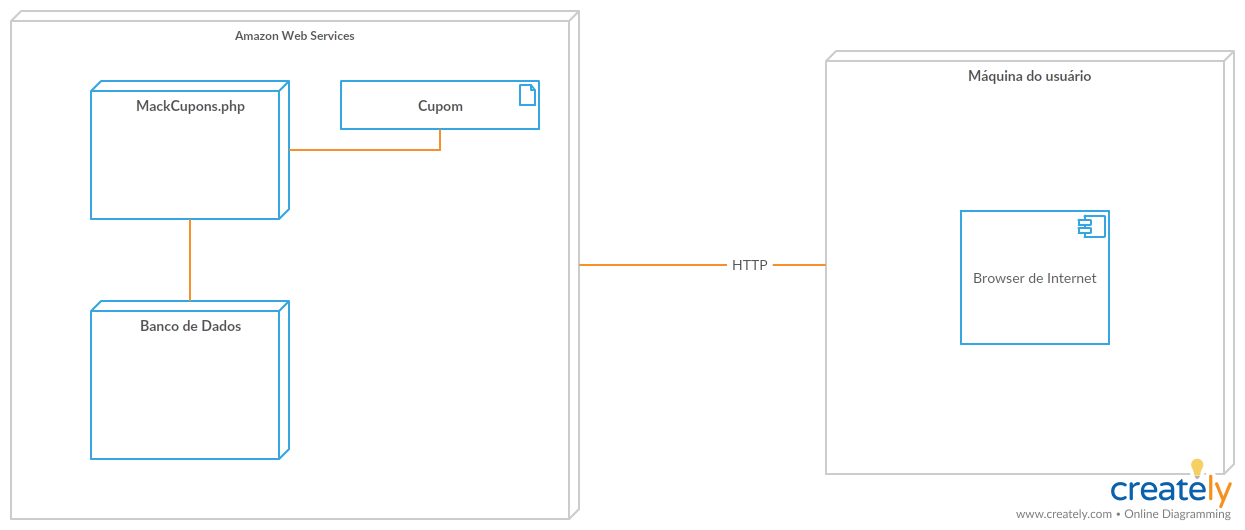 Amazon Web Services
MackCupons.php
Cupom
Banco de Dados
HTTP
Máquina do usuário
Browser de Internet
creately
www.creately.com • Online Diagramming